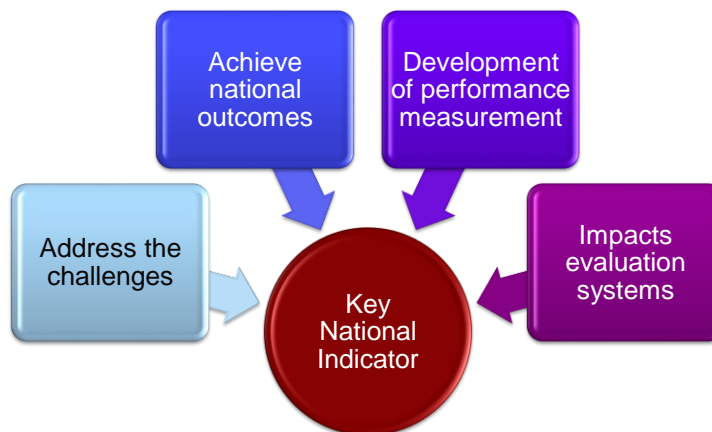 Achieve
national
outcomes
Development
of performance
measurement
Address the
challenges
Impacts
evaluation
systems
Key
National
Indicator